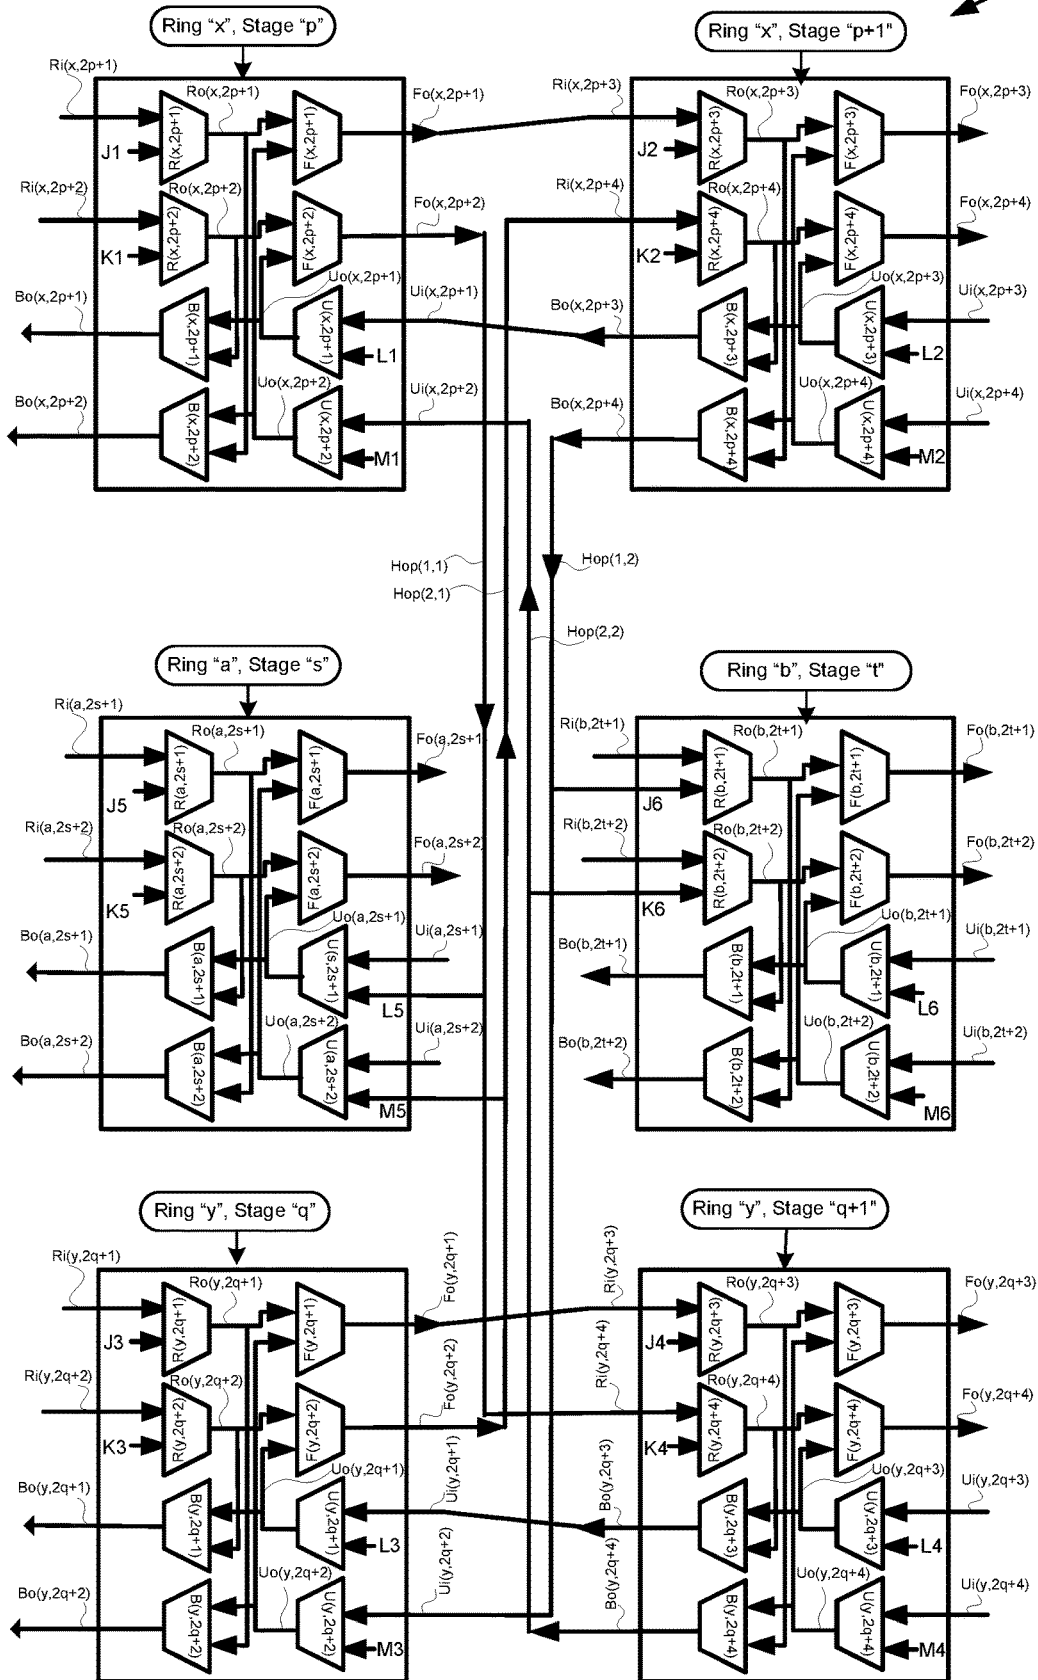 Ring “x”, Stage “p”
Ring “x”, Stage “p+1"
Ri(x,2p+1)
Ro(x,2p+1)
Fo(x,2p+1)
R(x,2p+1)
F(x,2p+1)
J1
Ri(x,2p+2)
Ro(x,2p+2)
Fo(x,2p+2)
R(x,2p+2)
F(x,2p+2)
K1
Bo(x,2p+1)
Uo(x,2p+1)
Ui(x,2p+1)
B(x,2p+1)
U(x,2p+1)
L1
Bo(x,2p+2)
Uo(x,2p+2)
Ui(x,2p+2)
B(x,2p+2)
U(x,2p+2)
M1
Ri(x,2p+3)
Ro(x,2p+3)
Fo(x,2p+3)
R(x,2p+3)
F(x,2p+3)
J2
Ri(x,2p+4)
Ro(x,2p+4)
Fo(x,2p+4)
R(x,2p+4)
F(x,2p+4)
K2
Bo(x,2p+3)
Uo(x,2p+3)
Ui(x,2p+3)
B(x,2p+3)
U(x,2p+3)
L2
Bo(x,2p+4)
Uo(x,2p+4)
Ui(x,2p+4)
B(x,2p+4)
U(x,2p+4)
M2
Hop(1,1)
Hop(2,1)
Hop(1,2)
Hop(2,2)
Ring “a”, Stage “s”
Ring “b”, Stage “t”
Ri(a,2s+1)
Ro(a,2s+1)
Fo(a,2s+1)
R(a,2s+1)
F(a,2s+1)
J5
Ri(a,2s+2)
Ro(a,2s+2)
Fo(a,2s+2)
R(a,2s+2)
F(a,2s+2)
K5
Bo(a,2s+1)
Uo(a,2s+1)
Ui(a,2s+1)
B(a,2s+1)
U(s,2s+1)
L5
Bo(a,2s+2)
Uo(a,2s+2)
Ui(a,2s+2)
B(a,2s+2)
U(a,2s+2)
M5
Ri(b,2t+1)
Ro(b,2t+1)
Fo(b,2t+1)
R(b,2t+1)
F(b,2t+1)
J6
Ri(b,2t+2)
Ro(b,2t+2)
Fo(b,2t+2)
R(b,2t+2)
F(b,2t+2)
K6
Bo(b,2t+1)
Uo(b,2t+1)
Ui(b,2t+1)
B(b,2t+1)
U(b,2t+1)
L6
Bo(b,2t+2)
Uo(b,2t+2)
Ui(b,2t+2)
B(b,2t+2)
U(b,2t+2)
M6
Ring “y”, Stage “q”
Ring “y”, Stage “q+1"
Ri(y,2q+1)
Ro(y,2q+1)
Fo(y,2q+1)
R(y,2q+1)
F(y,2q+1)
J3
Ri(y,2q+2)
Ro(y,2q+2)
Fo(y,2q+2)
R(y,2q+2)
F(y,2q+2)
K3
Bo(y,2q+1)
Uo(y,2q+1)
Ui(y,2q+1)
B(y,2q+1)
U(y,2q+1)
L3
Bo(y,2q+2)
Uo(y,2q+2)
Ui(y,2q+2)
B(y,2q+2)
U(y,2q+2)
M3
Ri(y,2q+3)
Ro(y,2q+3)
Fo(y,2q+3)
R(y,2q+3)
F(y,2q+3)
J4
Ri(y,2q+4)
Ro(y,2q+4)
Fo(y,2q+4)
R(y,2q+4)
F(y,2q+4)
K4
Bo(y,2q+3)
Uo(y,2q+3)
Ui(y,2q+3)
B(y,2q+3)
U(y,2q+3)
L4
Bo(y,2q+4)
Uo(y,2q+4)
Ui(y,2q+4)
B(y,2q+4)
U(y,2q+4)
M4